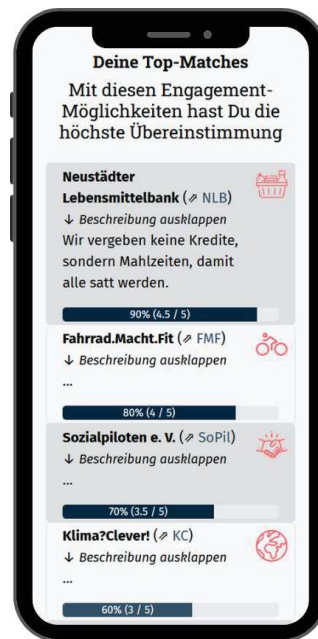 Deine Top-Matches
Mit diesen Engagement-
Möglichkeiten hast Du die
höchste Übereinstimmung
Neustädter
Lebensmittelbank (⇗ NLB)
↓ Beschreibung ausklappen
Wir vergeben keine Kredite,
sondern Mahlzeiten, damit
alle satt werden.
90% (4.5 / 5)
Fahrrad.Macht.Fit (⇗ FMF)
↓ Beschreibung ausklappen
...
80% (4 / 5)
Sozialpiloten e. V. (⇗ SoPil)
↓ Beschreibung ausklappen
...
70% (3.5 / 5)
Klima?Clever! (⇗ KC)
↓ Beschreibung ausklappen
...
60% (3 / 5)